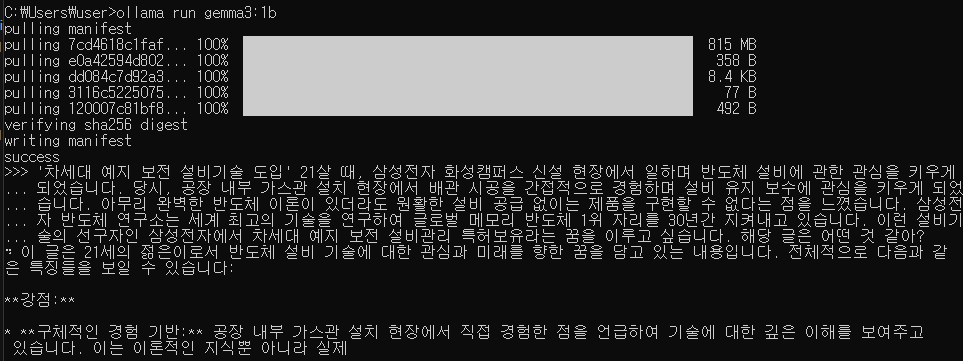 C:\Users\user>ollama run gemma3:1b
pulling manifest
pulling 7cd4618c1faf... 100% 815 MB
pulling e0a42594d802... 100% 358 B
pulling dd084c7d92a3... 100% 8.4 KB
pulling 3116c5225075... 100% 77 B
pulling 120007c81bf8... 100% 492 B
verifying sha256 digest
writing manifest
success
>>> '차세대 예지 보전 설비기술 도입' 21살 때, 삼성전자 화성캠퍼스 신설 현장에서 일하며 반도체 설비에 관한 관심을 키우게
... 되었습니다. 당시, 공장 내부 가스관 설치 현장에서 배관 시공을 간접적으로 경험하며 설비 유지 보수에 관심을 키우게 되었
... 습니다. 아무리 완벽한 반도체 이론이 있더라도 원활한 설비 공급 없이는 제품을 구현할 수 없다는 점을 느꼈습니다. 삼성전
... 자 반도체 연구소는 세계 최고의 기술을 연구하여 글로벌 메모리 반도체 1위 자리를 30년간 지켜내고 있습니다. 이런 설비기
... 술의 선구자인 삼성전자에서 차세대 예지 보전 설비관리 특허보유라는 꿈을 이루고 싶습니다. 해당 글은 어떤 것 같아?
이 글은 21세의 젊은이로서 반도체 설비 기술에 대한 관심과 미래를 향한 꿈을 담고 있는 내용입니다. 전체적으로 다음과 같
은 특징들을 보일 수 있습니다:
**강점:**
* **구체적인 경험 기반:** 공장 내부 가스관 설치 현장에서 직접 경험한 점을 언급하여 기술에 대한 깊은 이해를 보여주고
있습니다. 이는 이론적인 지식뿐 아니라 실제